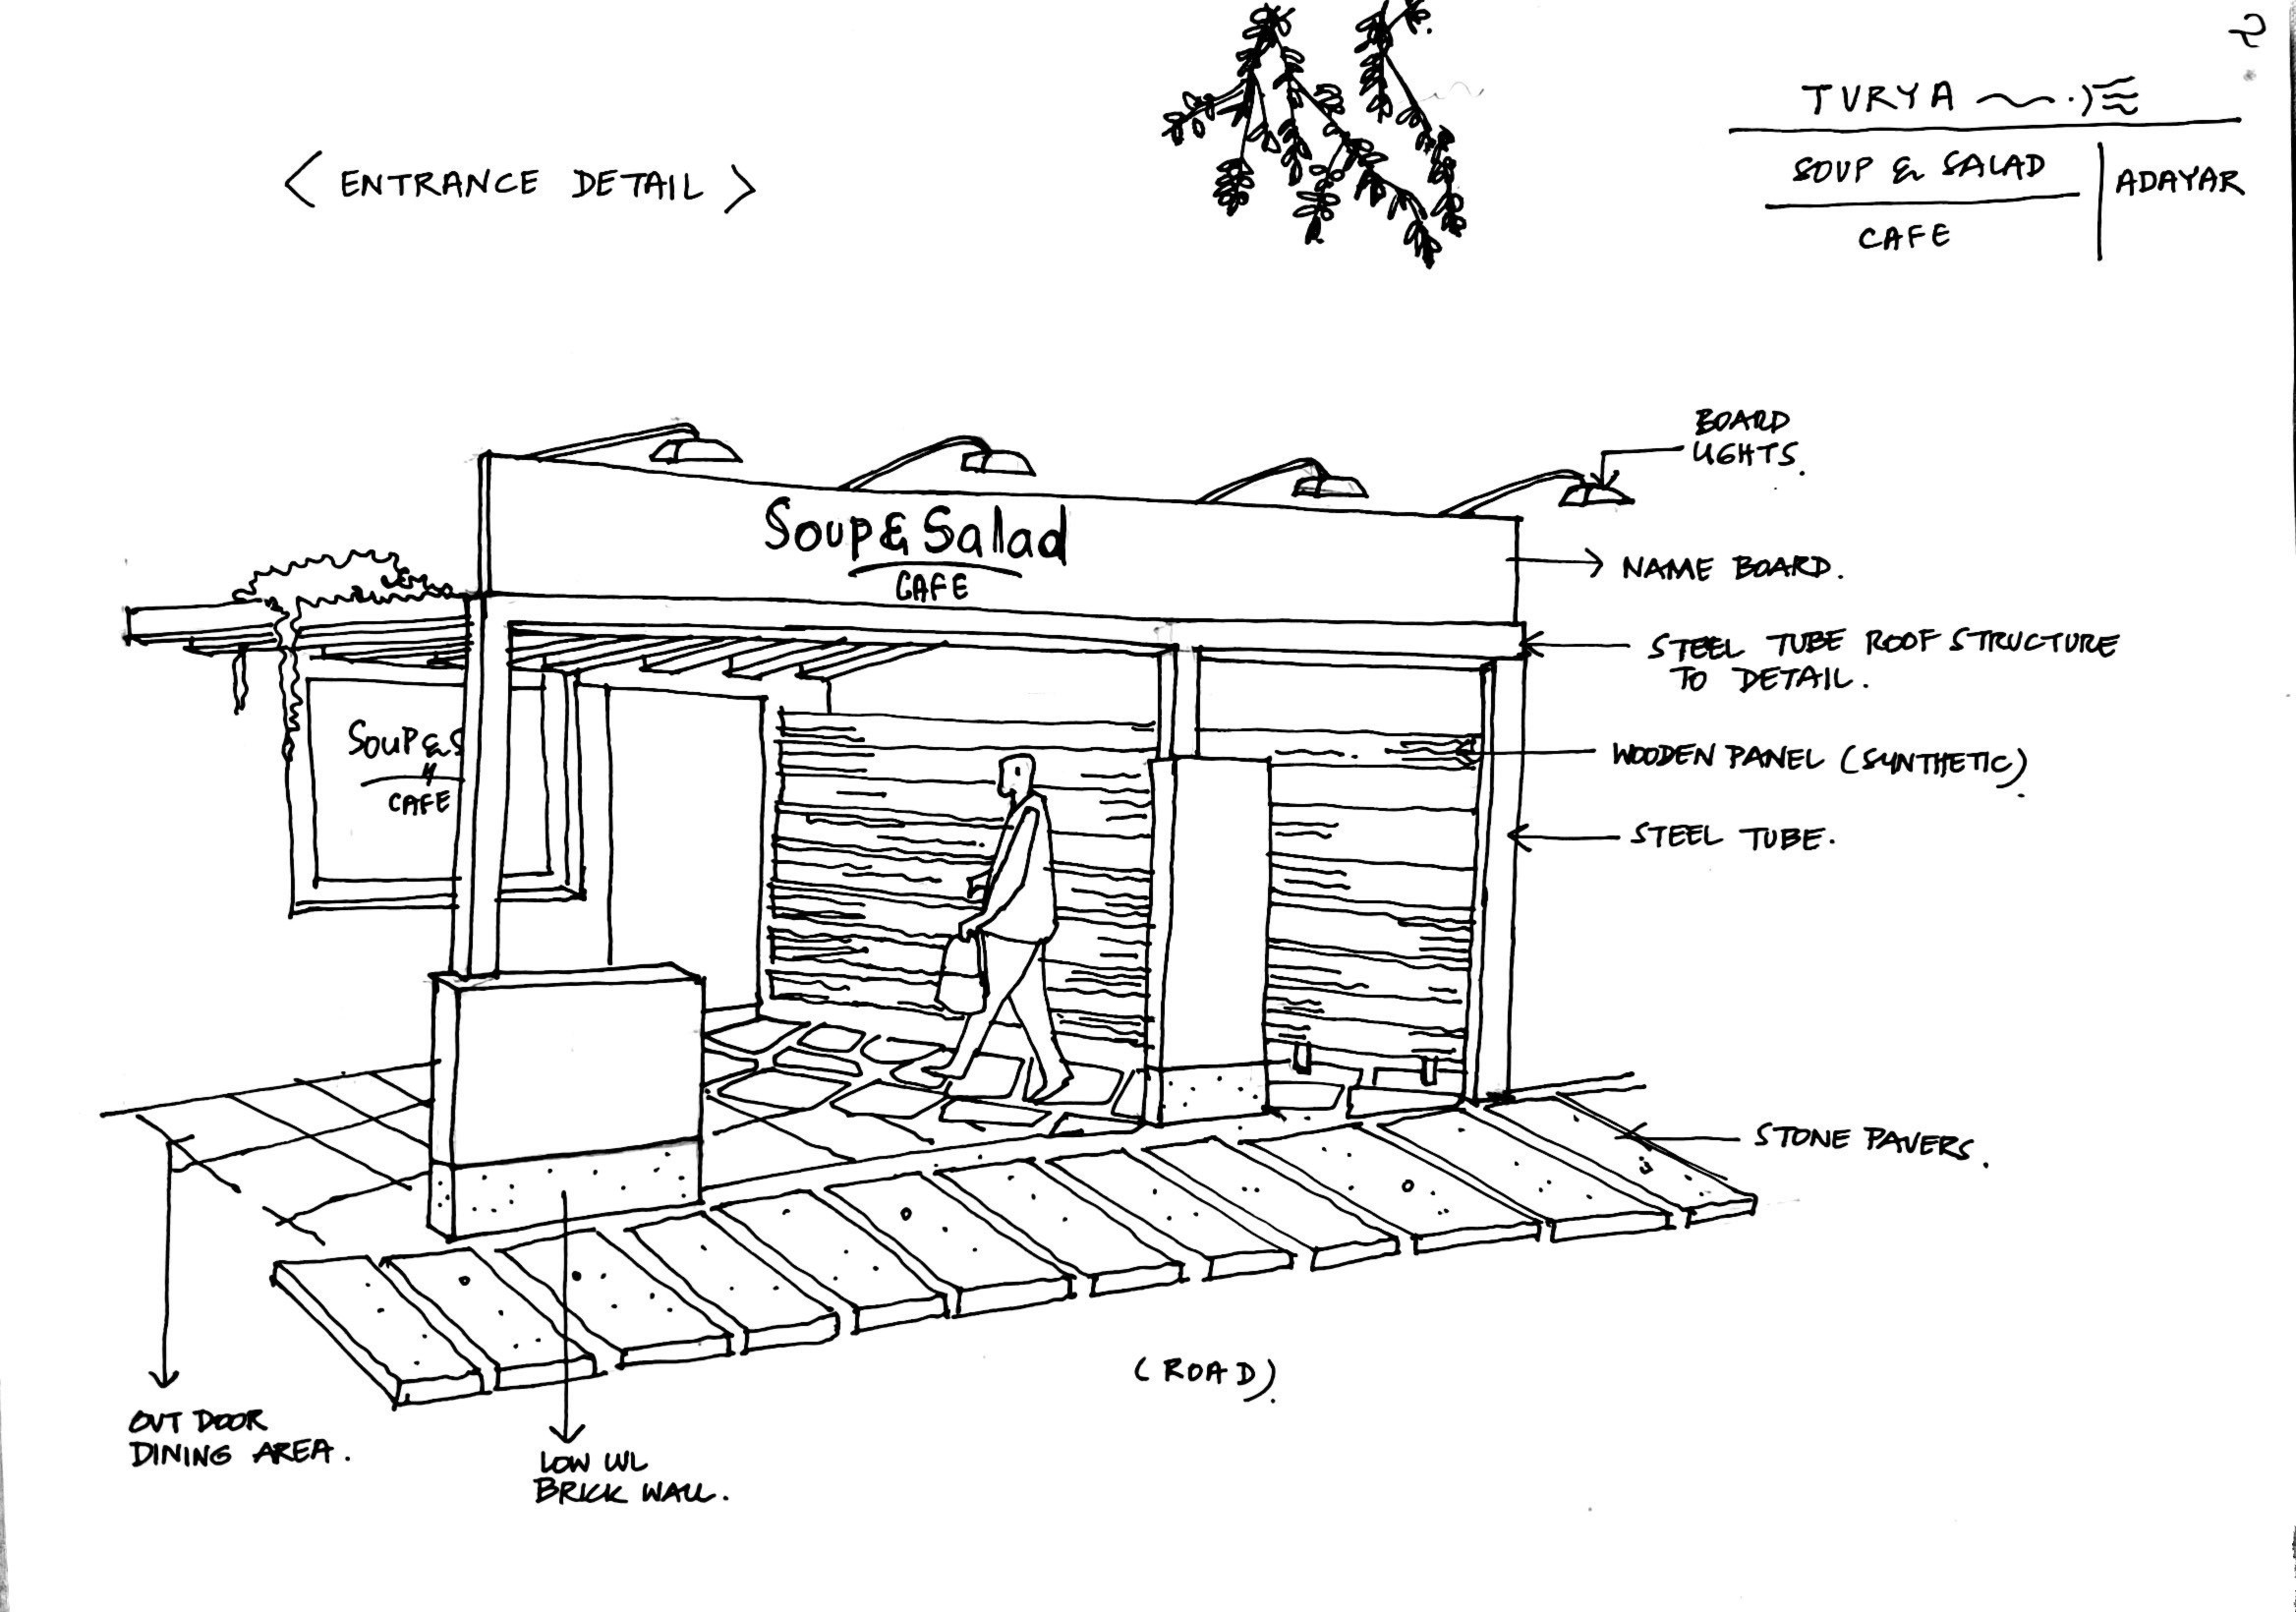 2
< ENTRANCE DETAIL >
TURYA
SOUP & SALAD
ADAYAR
CAFE
BOARD
LIGHTS.
Soup & Salad
CAFE
NAME BOARD.
STEEL TUBE ROOF STRUCTURE
TO DETAIL.
SOUP & S
CAFE
WOODEN PANEL (SYNTHETIC).
STEEL TUBE.
STONE PAVERS.
(ROAD).
OUT DOOR
DINING AREA.
LOW LVL
BRICK WALL.